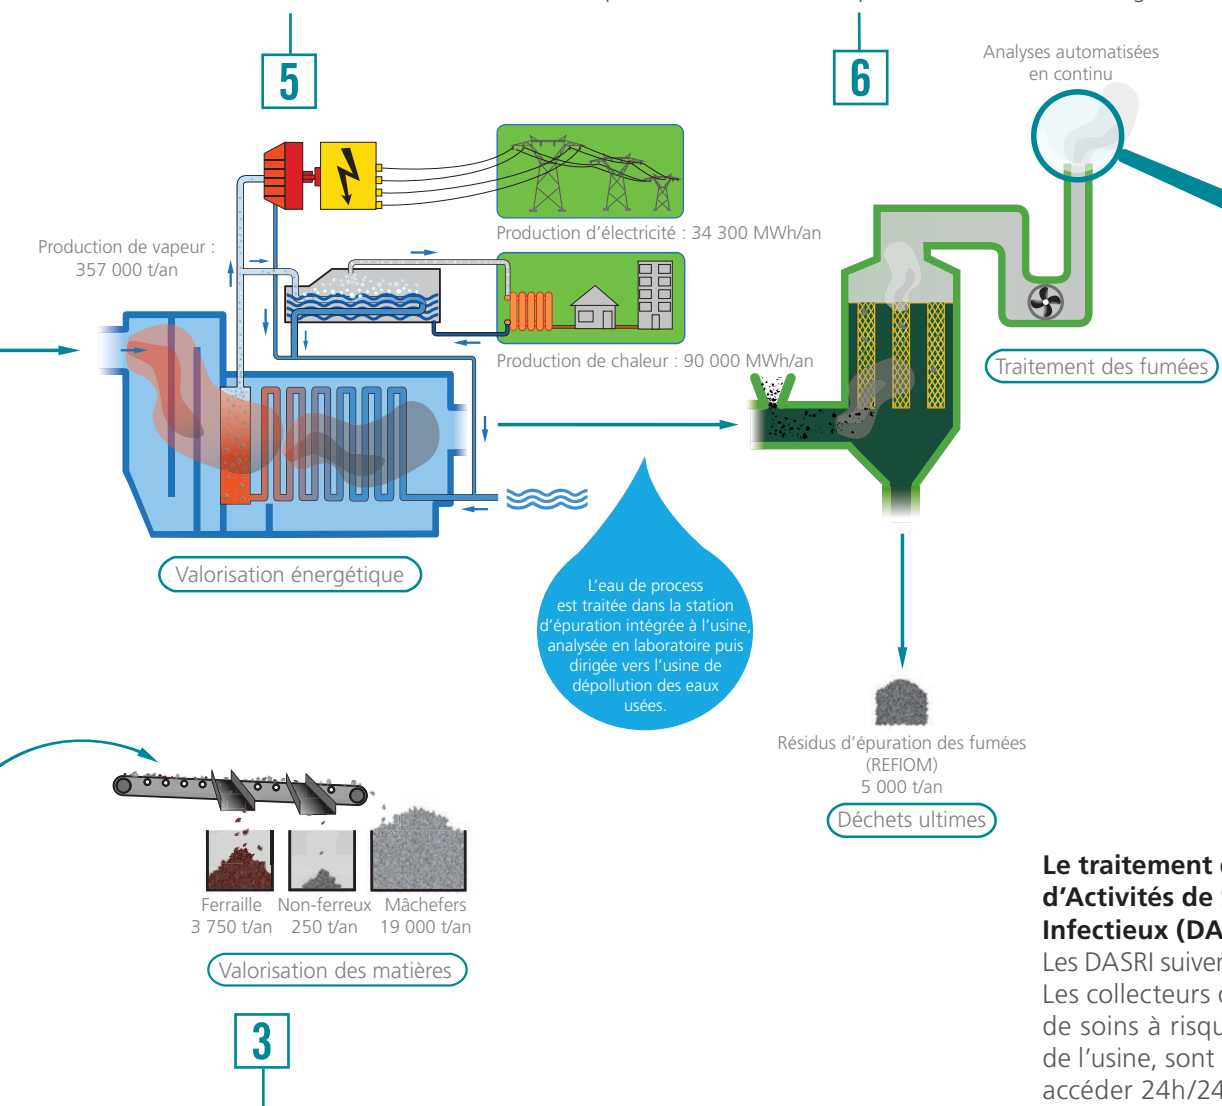 5
6
Analyses automatisées
en continu
Production de vapeur :
357 000 t/an
Production d’électricité : 34 300 MWh/an
Production de chaleur : 90 000 MWh/an
Traitement des fumées
Valorisation énergétique
L’eau de process
est traitée dans la station
d’épuration intégrée à l’usine,
analysée en laboratoire puis
dirigée vers l’usine de
dépollution des eaux
usées.
Résidus d’épuration des fumées
(REFIOM)
5 000 t/an
Déchets ultimes
Ferraille
3 750 t/an
Non-ferreux
250 t/an
Mâchefers
19 000 t/an
Valorisation des matières
3
Le traitement
d’Activités de
Infectieux
Les DASRI
Les collecteurs
de soins à
de l’usine, sont
accéder 24h/24